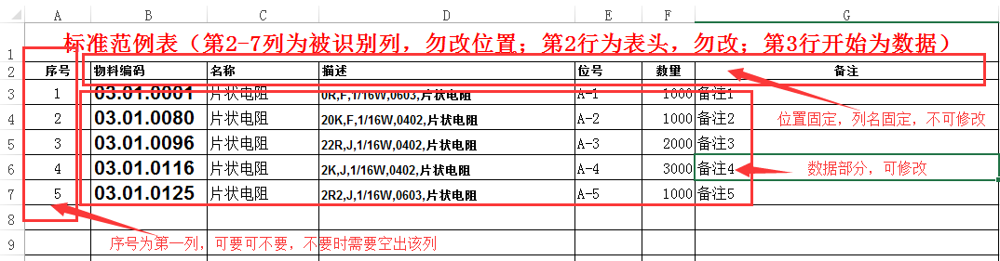 A B C D E F G
1 标准范例表（第2-7列为被识别列，勿改位置；第2行为表头，勿改；第3行开始为数据）
2 序号 物料编码 名称 描述 位号 数量 备注
3 1 03.01.0001 片状电阻 0R,F,1/16W,0603,片状电阻 A-1 1000 备注1
位置固定，列名固定，不可修改
4 2 03.01.0080 片状电阻 20K,F,1/16W,0402,片状电阻 A-2 1000 备注2
5 3 03.01.0096 片状电阻 22R,J,1/16W,0402,片状电阻 A-3 2000 备注3
6 4 03.01.0116 片状电阻 2K,J,1/16W,0402,片状电阻 A-4 3000 备注4
数据部分，可修改
7 5 03.01.0125 片状电阻 2R2,J,1/16W,0603,片状电阻 A-5 1000 备注5
8
9 序号为第一列，可要可不要，不要时需要空出该列